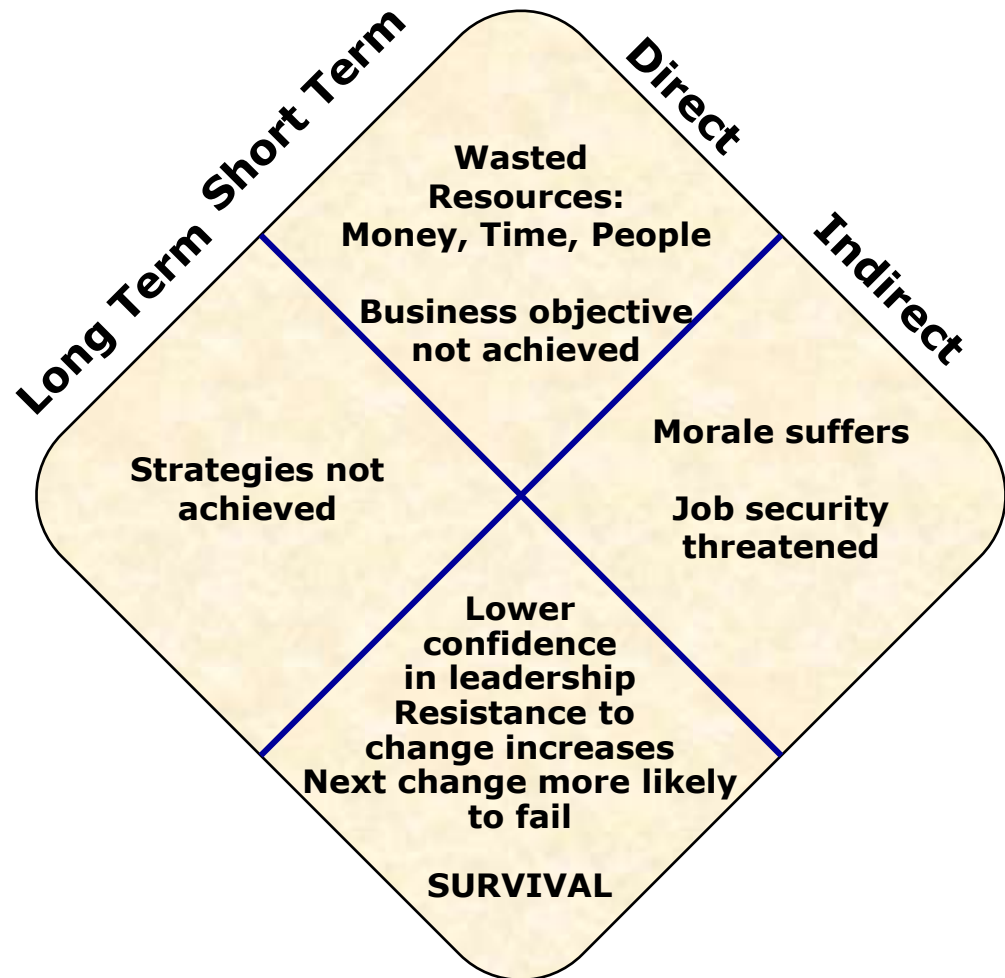 Short Term
Long Term
Direct
Indirect
Wasted
Resources:
Money, Time, People
Business objective
not achieved
Strategies not
achieved
Morale suffers
Job security
threatened
Lower
confidence
in leadership
Resistance to
change increases
Next change more likely
to fail
SURVIVAL